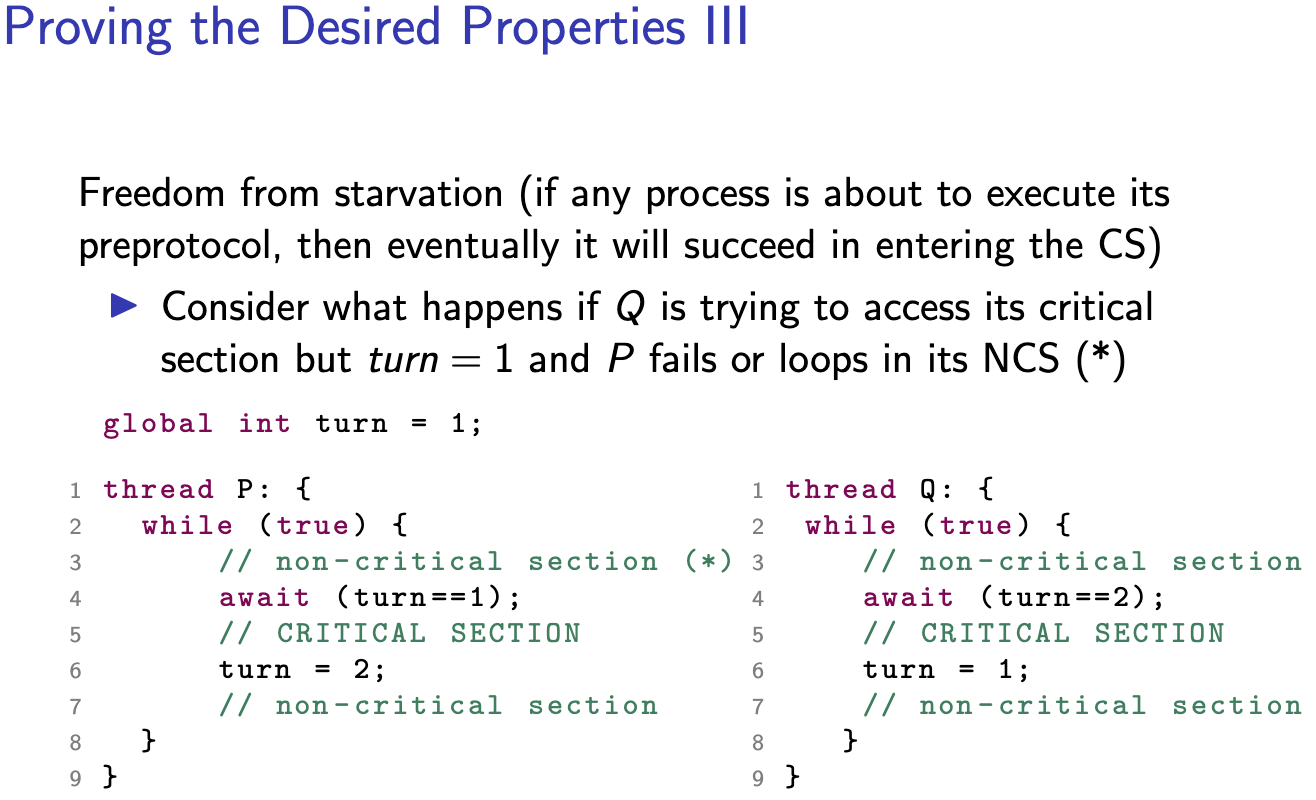 Proving the Desired Properties III
Freedom from starvation (if any process is about to execute its
preprotocol, then eventually it will succeed in entering the CS)
▶ Consider what happens if Q is trying to access its critical
section but turn = 1 and P fails or loops in its NCS (*)
global int turn = 1;
1 thread P: {
2 while (true) {
3 // non-critical section (*)
4 await (turn==1);
5 // CRITICAL SECTION
6 turn = 2;
7 // non-critical section
8 }
9 }
1 thread Q: {
2 while (true) {
3 // non-critical section
4 await (turn==2);
5 // CRITICAL SECTION
6 turn = 1;
7 // non-critical section
8 }
9 }